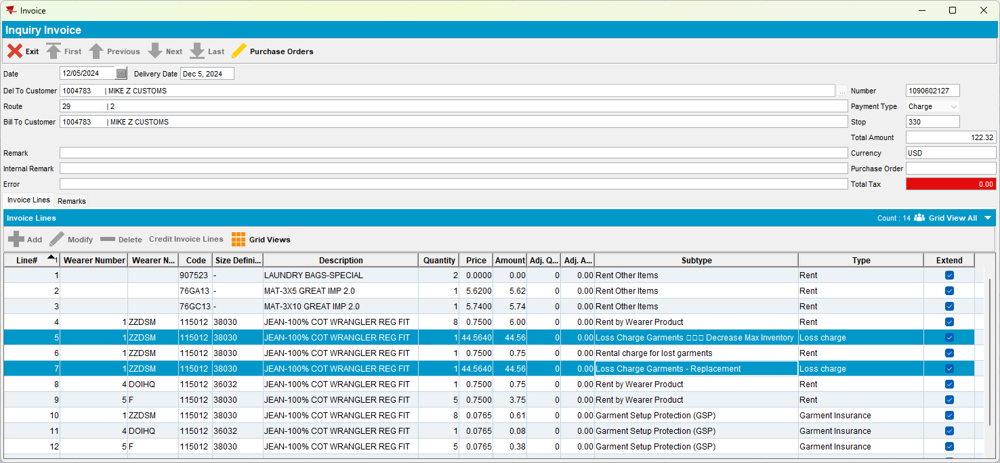 Invoice
Inquiry Invoice
Exit First Previous Next Last Purchase Orders
Date 12/05/2024 16 Delivery Date Dec 5, 2024
Del To Customer 1004783 | MIKE Z CUSTOMS ... Number 1090602127
Route 29 | 2 Payment Type Charge
Bill To Customer 1004783 | MIKE Z CUSTOMS Stop 330
Total Amount 122.32
Remark Currency USD
Internal Remark Purchase Order
Error Total Tax 0.00
Invoice Lines Remarks
Invoice Lines Count : 14 Grid View All
Add Modify Delete Credit Invoice Lines Grid Views
Line# 1 Wearer Number Wearer N... Code Size Defini... Description Quantity Price Amount Adj. Q... Adj. A... Subtype Type Extend
1 907523 - LAUNDRY BAGS-SPECIAL 2 0.0000 0.00 0 0.00 Rent Other Items Rent
2 76GA13 - MAT-3X5 GREAT IMP 2.0 1 5.6200 5.62 0 0.00 Rent Other Items Rent
3 76GC13 - MAT-3X10 GREAT IMP 2.0 1 5.7400 5.74 0 0.00 Rent Other Items Rent
4 1 ZZDSM 115012 38030 JEAN-100% COT WRANGLER REG FIT 8 0.7500 6.00 0 0.00 Rent by Wearer Product Rent
5 1 ZZDSM 115012 38030 JEAN-100% COT WRANGLER REG FIT 1 44.5640 44.56 0 0.00 Loss Charge Garments □□□ Decrease Max Inventory Loss charge
6 1 ZZDSM 115012 38030 JEAN-100% COT WRANGLER REG FIT 1 0.7500 0.75 0 0.00 Rental charge for lost garments Rent
7 1 ZZDSM 115012 38030 JEAN-100% COT WRANGLER REG FIT 1 44.5640 44.56 0 0.00 Loss Charge Garments - Replacement Loss charge
8 4 DOIHQ 115012 36032 JEAN-100% COT WRANGLER REG FIT 1 0.7500 0.75 0 0.00 Rent by Wearer Product Rent
9 5 F 115012 38030 JEAN-100% COT WRANGLER REG FIT 5 0.7500 3.75 0 0.00 Rent by Wearer Product Rent
10 1 ZZDSM 115012 38030 JEAN-100% COT WRANGLER REG FIT 8 0.0765 0.61 0 0.00 Garment Setup Protection (GSP) Garment Insurance
11 4 DOIHQ 115012 36032 JEAN-100% COT WRANGLER REG FIT 1 0.0765 0.08 0 0.00 Garment Setup Protection (GSP) Garment Insurance
12 5 F 115012 38030 JEAN-100% COT WRANGLER REG FIT 5 0.0765 0.38 0 0.00 Garment Setup Protection (GSP) Garment Insurance